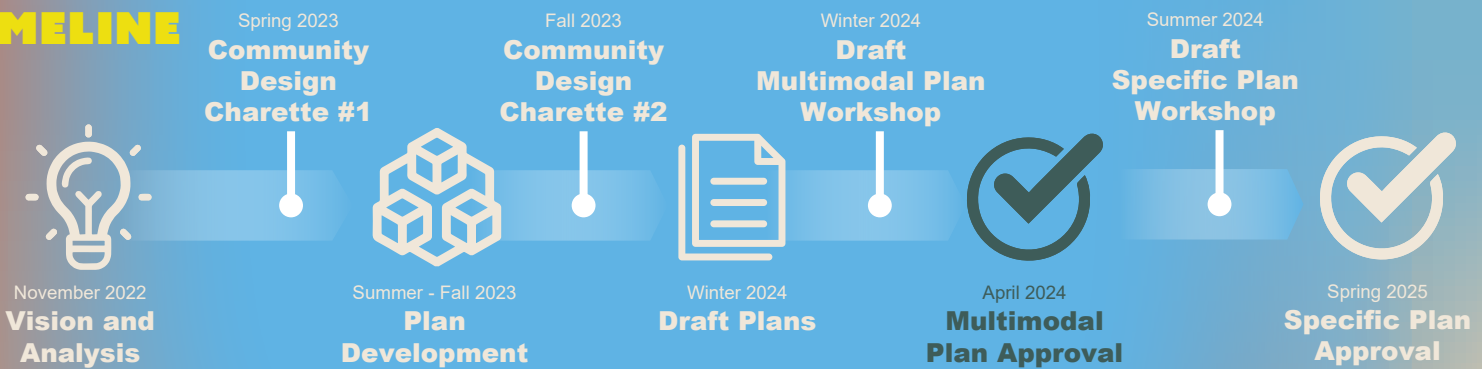 MELINE
Spring 2023
Community
Design
Charette #1
Fall 2023
Community
Design
Charette #2
Winter 2024
Draft
Multimodal Plan
Workshop
Summer 2024
Draft
Specific Plan
Workshop
November 2022
Vision and
Analysis
Summer - Fall 2023
Plan
Development
Winter 2024
Draft Plans
April 2024
Multimodal
Plan Approval
Spring 2025
Specific Plan
Approval